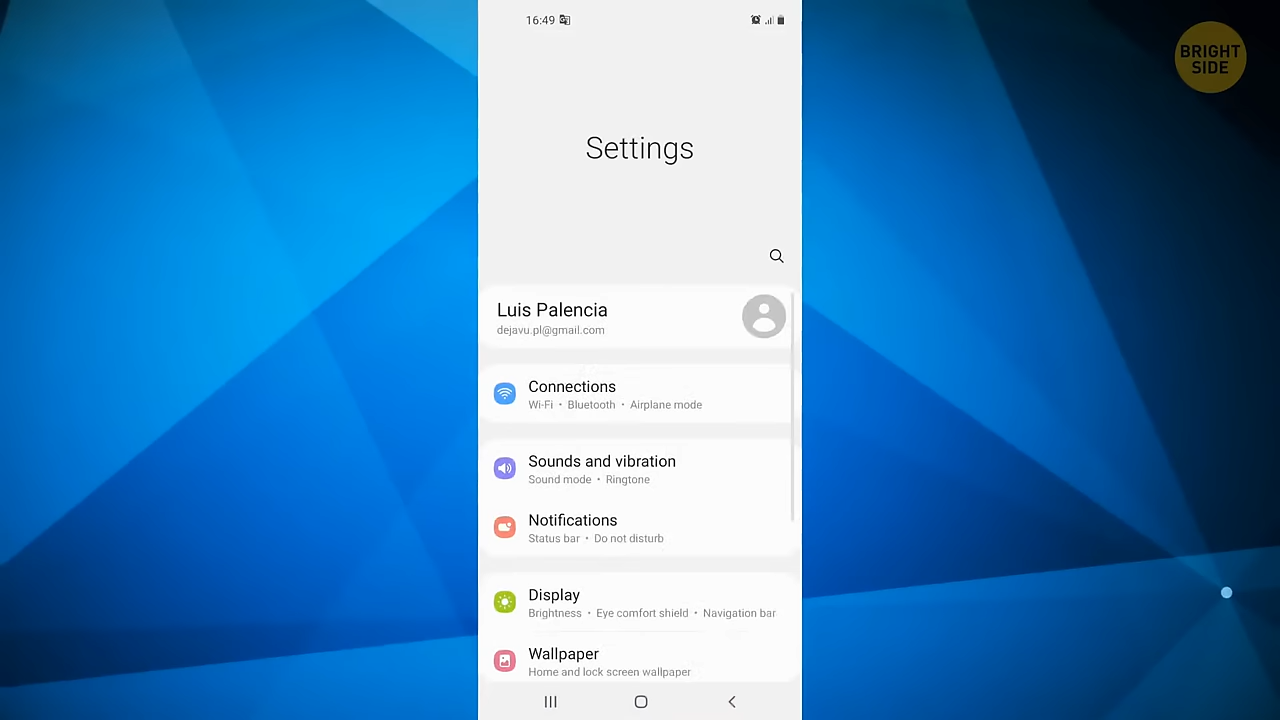 16:49
BRIGHT
SIDE
Settings
Luis Palencia
dejavu.pl@gmail.com
Connections
Wi-Fi • Bluetooth • Airplane mode
Sounds and vibration
Sound mode • Ringtone
Notifications
Status bar • Do not disturb
Display
Brightness • Eye comfort shield • Navigation bar
Wallpaper
Home and lock screen wallpaper